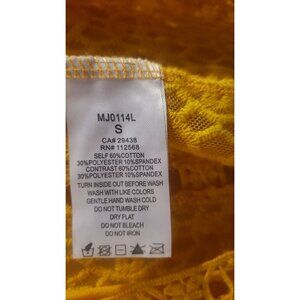 MJ0114L
S
CA# 29438
RN# 112568
SELF 60%COTTON
30%POLYESTER 10%SPANDEX
CONTRAST 60%COTTON
30%POLYESTER 10%SPANDEX
TURN INSIDE OUT BEFORE WASH
WASH WITH LIKE COLORS
GENTLE HAND WASH COLD
DO NOT TUMBLE DRY
DRY FLAT
DO NOT BLEACH
DO NOT IRON